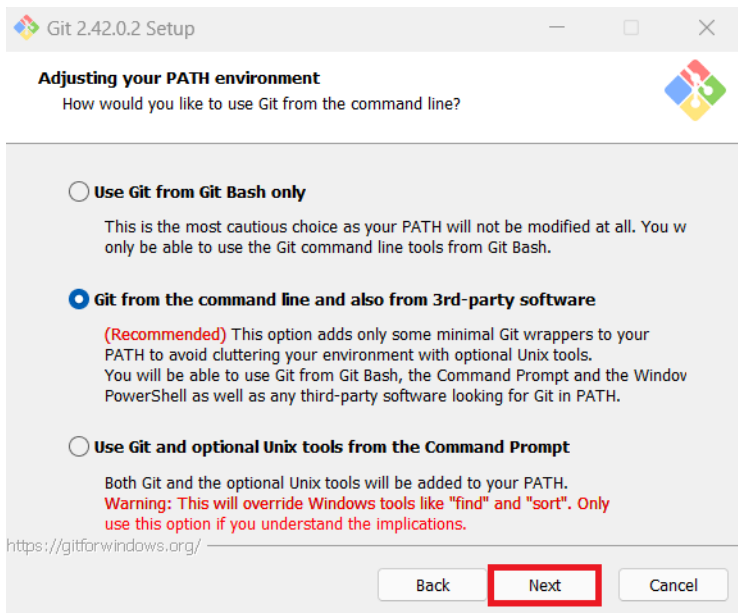 Git 2.42.0.2 Setup
Adjusting your PATH environment
How would you like to use Git from the command line?
Use Git from Git Bash only
This is the most cautious choice as your PATH will not be modified at all. You w
only be able to use the Git command line tools from Git Bash.
Git from the command line and also from 3rd-party software
(Recommended) This option adds only some minimal Git wrappers to your
PATH to avoid cluttering your environment with optional Unix tools.
You will be able to use Git from Git Bash, the Command Prompt and the Window
PowerShell as well as any third-party software looking for Git in PATH.
Use Git and optional Unix tools from the Command Prompt
Both Git and the optional Unix tools will be added to your PATH.
Warning: This will override Windows tools like "find" and "sort". Only
use this option if you understand the implications.
https://gitforwindows.org/
Back Next Cancel